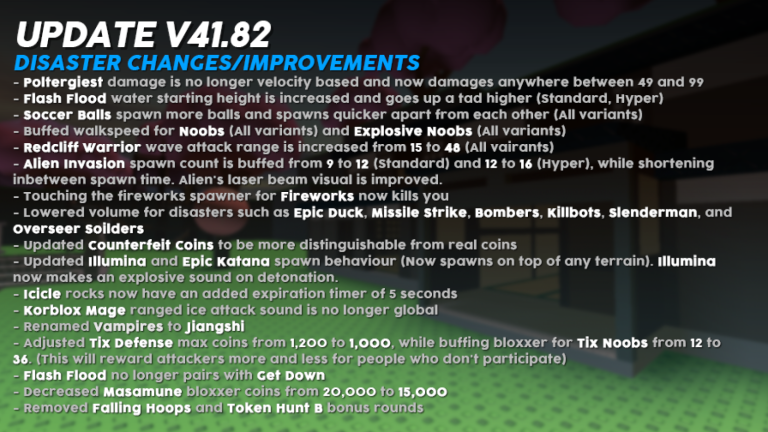 UPDATE V41.82
DISASTER CHANGES/IMPROVEMENTS
- Poltergiest damage is no longer velocity based and now damages anywhere between 49 and 99
- Flash Flood water starting height is increased and goes up a tad higher (Standard, Hyper)
- Soccer Balls spawn more balls and spawns quicker apart from each other (All variants)
- Buffed walkspeed for Noobs (All variants) and Explosive Noobs (All variants)
- Redcliff Warrior wave attack range is increased from 15 to 48 (All vairants)
- Alien Invasion spawn count is buffed from 9 to 12 (Standard) and 12 to 16 (Hyper), while shortening
inbetween spawn time. Alien's laser beam visual is improved.
- Touching the fireworks spawner for Fireworks now kills you
- Lowered volume for disasters such as Epic Duck, Missile Strike, Bombers, Killbots, Slenderman, and
Overseer Soilders
- Updated Counterfeit Coins to be more distinguishable from real coins
- Updated Illumina and Epic Katana spawn behaviour (Now spawns on top of any terrain). Illumina
now makes an explosive sound on detonation.
- Icicle rocks now have an added expiration timer of 5 seconds
- Korblox Mage ranged ice attack sound is no longer global
- Renamed Vampires to Jiangshi
- Adjusted Tix Defense max coins from 1,200 to 1,000, while buffing bloxxer for Tix Noobs from 12 to
36. (This will reward attackers more and less for people who don't participate)
- Flash Flood no longer pairs with Get Down
- Decreased Masamune bloxxer coins from 20,000 to 15,000
- Removed Falling Hoops and Token Hunt B bonus rounds